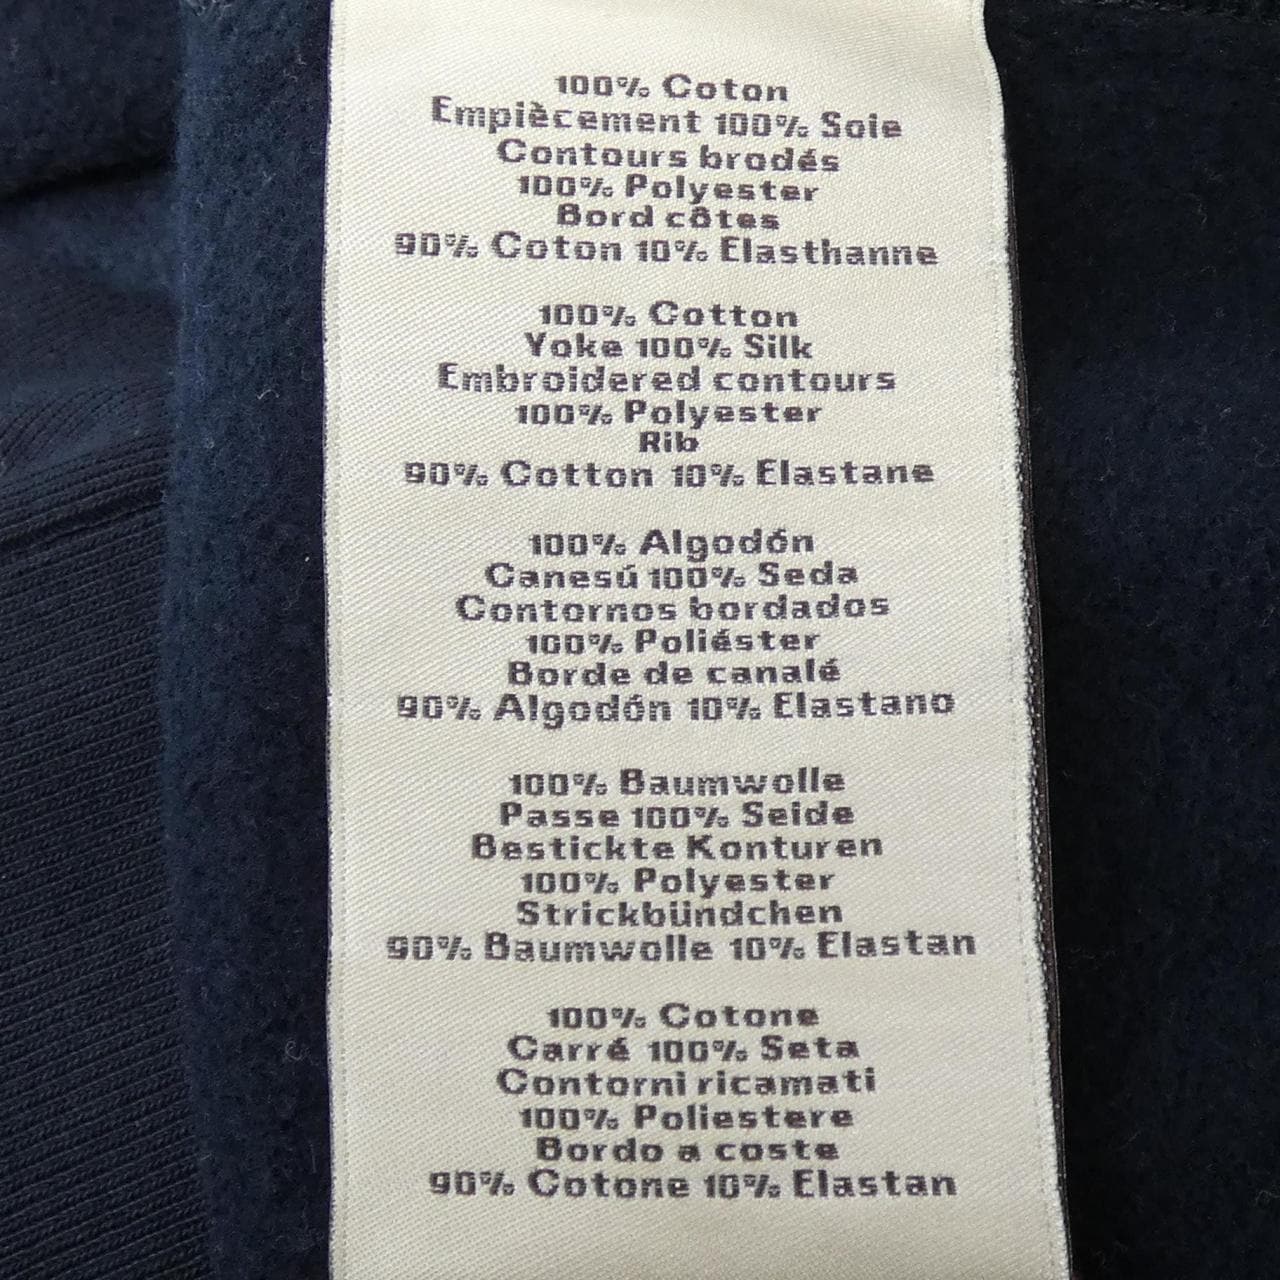 100% Coton
Empiècement 100% Soie
Contours brodés
100% Polyester
Bord côtes
90% Coton 10% Elasthanne
100% Cotton
Yoke 100% Silk
Embroidered contours
100% Polyester
Rib
90% Cotton 10% Elastane
100% Algodón
Canesú 100% Seda
Contornos bordados
100% Poliéster
Borde de canalé
90% Algodón 10% Elastano
100% Baumwolle
Passe 100% Seide
Bestickte Konturen
100% Polyester
Strickbündchen
90% Baumwolle 10% Elastan
100% Cotone
Carré 100% Seta
Contorni ricamati
100% Poliestere
Bordo a coste
90% Cotone 10% Elastan